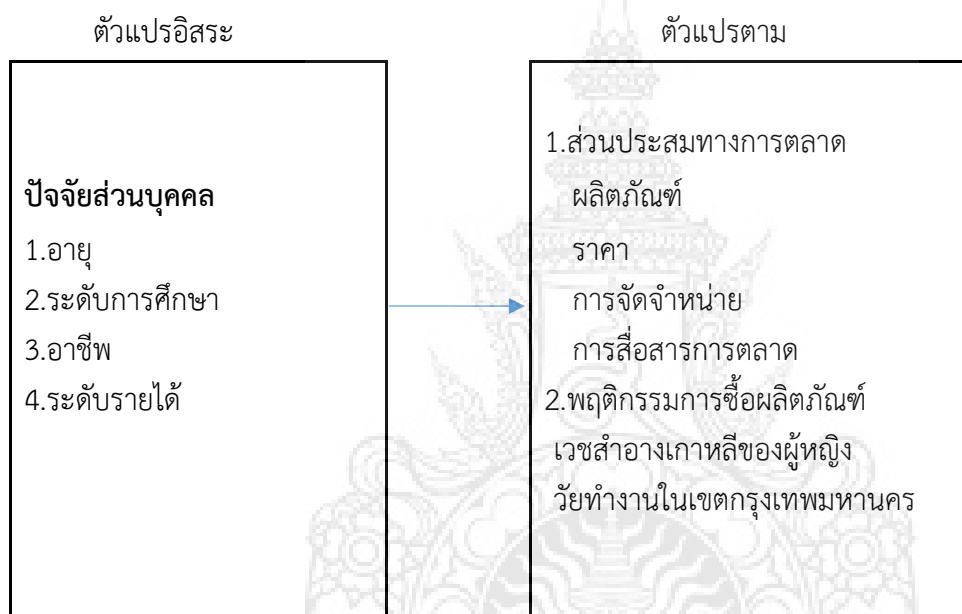 ตัวแปรอิสระ
ปัจจัยส่วนบุคคล
1.อายุ
2.ระดับการศึกษา
3.อาชีพ
4.ระดับรายได้
ตัวแปรตาม
1.ส่วนประสมทางการตลาด
ผลิตภัณฑ์
ราคา
การจัดจำหน่าย
การสื่อสารการตลาด
2.พฤติกรรมการซื้อผลิตภัณฑ์
เวชสำอางเกาหลีของผู้หญิง
วัยทำงานในเขตกรุงเทพมหานคร